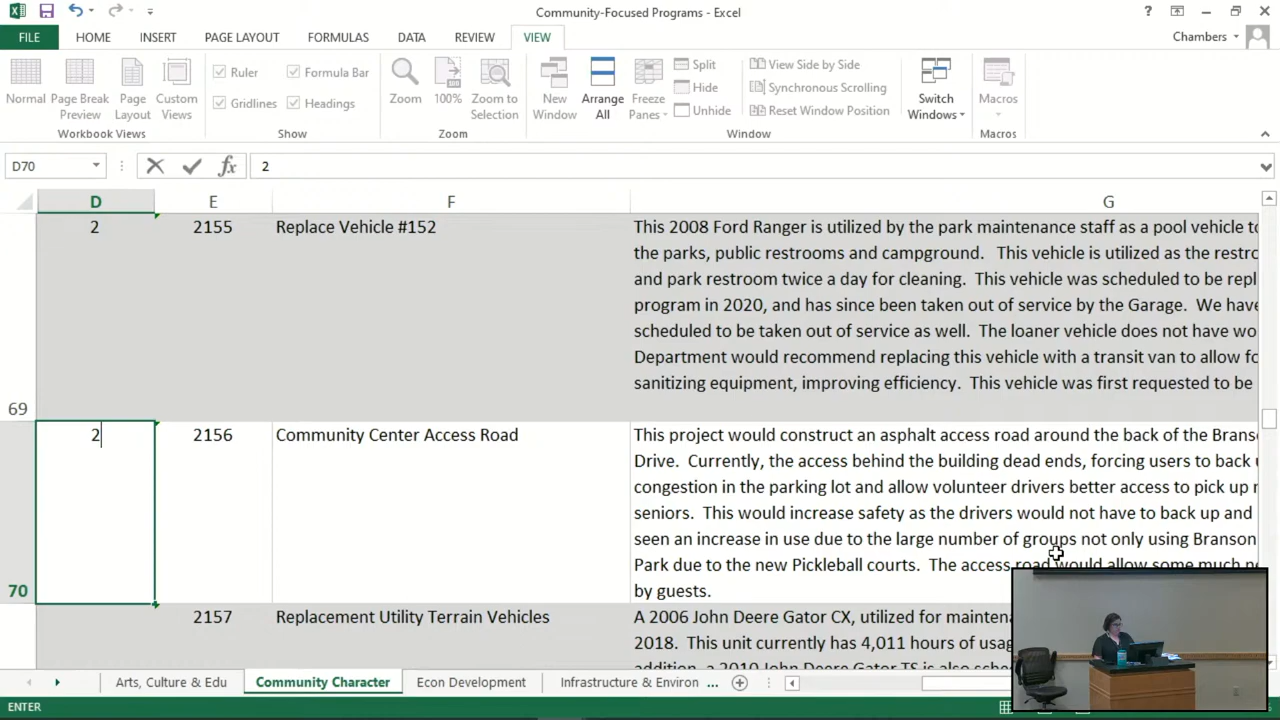 Community-Focused Programs - Excel
?
FILE HOME INSERT PAGE LAYOUT FORMULAS DATA REVIEW VIEW
Chambers
Normal
Page Break Preview
Page Layout
Custom Views
Workbook Views
Ruler
Formula Bar
Gridlines
Headings
Show
Zoom
100%
Zoom to Selection
Zoom
New Window
Arrange All
Freeze Panes
Split
Hide
Unhide
View Side by Side
Synchronous Scrolling
Reset Window Position
Window
Switch Windows
Macros
Macros
D70
fx
2
D E F G
2 2155 Replace Vehicle #152
This 2008 Ford Ranger is utilized by the park maintenance staff as a pool vehicle to
the parks, public restrooms and campground. This vehicle is utilized as the restro
and park restroom twice a day for cleaning. This vehicle was scheduled to be repl
program in 2020, and has since been taken out of service by the Garage. We have
scheduled to be taken out of service as well. The loaner vehicle does not have wo
Department would recommend replacing this vehicle with a transit van to allow fo
sanitizing equipment, improving efficiency. This vehicle was first requested to be
69
2 2156 Community Center Access Road
This project would construct an asphalt access road around the back of the Brans
Drive. Currently, the access behind the building dead ends, forcing users to back
congestion in the parking lot and allow volunteer drivers better access to pick up
seniors. This would increase safety as the drivers would not have to back up and
seen an increase in use due to the large number of groups not only using Branson
Park due to the new Pickleball courts. The access road would allow some much
by guests.
70
2157 Replacement Utility Terrain Vehicles
A 2006 John Deere Gator CX, utilized for maintena
2018. This unit currently has 4,011 hours of usag
addition, a 2010 John Deere Gator TS is also sche
Arts, Culture & Edu Community Character Econ Development Infrastructure & Environ ...
ENTER